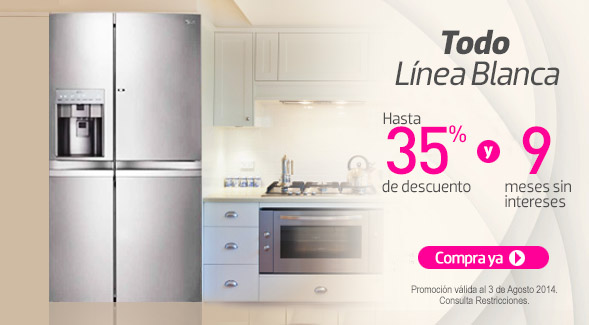 Todo
Línea Blanca
Hasta
35% y 9
de descuento
meses sin
intereses
Compra ya
Promoción válida al 3 de Agosto 2014.
Consulta Restricciones.